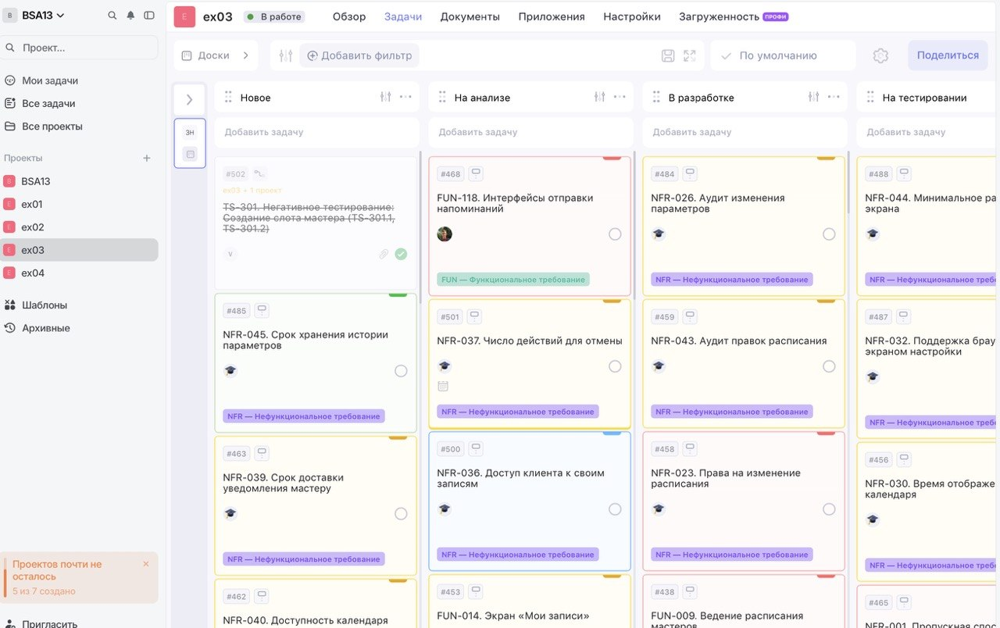 B BSA13
E ex03 В работе Обзор Задачи Документы Приложения Настройки Загруженность ПРОФИ
Проект...
Доски
Добавить фильтр
По умолчанию
Поделиться
Мои задачи
Все задачи
Все проекты
Проекты
B BSA13
E ex01
E ex02
E ex03
E ex04
Шаблоны
Архивные
Проектов почти не
осталось
5 из 7 создано
Пригласить
ЗН
Новое
Добавить задачу
#502
ex03 + 1 проект
TS-301. Негативное тестирование:
Создание слота мастера (TS-301.1,
TS-301.2)
V
#485
NFR-045. Срок хранения истории
параметров
NFR — Нефункциональное требование
#463
NFR-039. Срок доставки
уведомления мастеру
NFR — Нефункциональное требование
#462
NFR-040. Доступность календаря
На анализе
Добавить задачу
#468
FUN-118. Интерфейсы отправки
напоминаний
FUN — Функциональное требование
#501
NFR-037. Число действий для отмены
NFR — Нефункциональное требование
#500
NFR-036. Доступ клиента к своим
записям
NFR — Нефункциональное требование
#453
FUN-014. Экран «Мои записи»
В разработке
Добавить задачу
#484
NFR-026. Аудит изменения
параметров
NFR — Нефункциональное требование
#459
NFR-043. Аудит правок расписания
NFR — Нефункциональное требование
#458
NFR-023. Права на изменение
расписания
NFR — Нефункциональное требование
#438
FUN-009. Ведение расписания
мастеров
На тестировании
Добавить задачу
#488
NFR-044. Минимальное ра
экрана
NFR — Нефункциональное требо
#487
NFR-032. Поддержка брау
экраном настройки
NFR — Нефункциональное требо
#456
NFR-030. Время отображе
календаря
NFR — Нефункциональное требо
#465
NFR-001. Пропускная спос